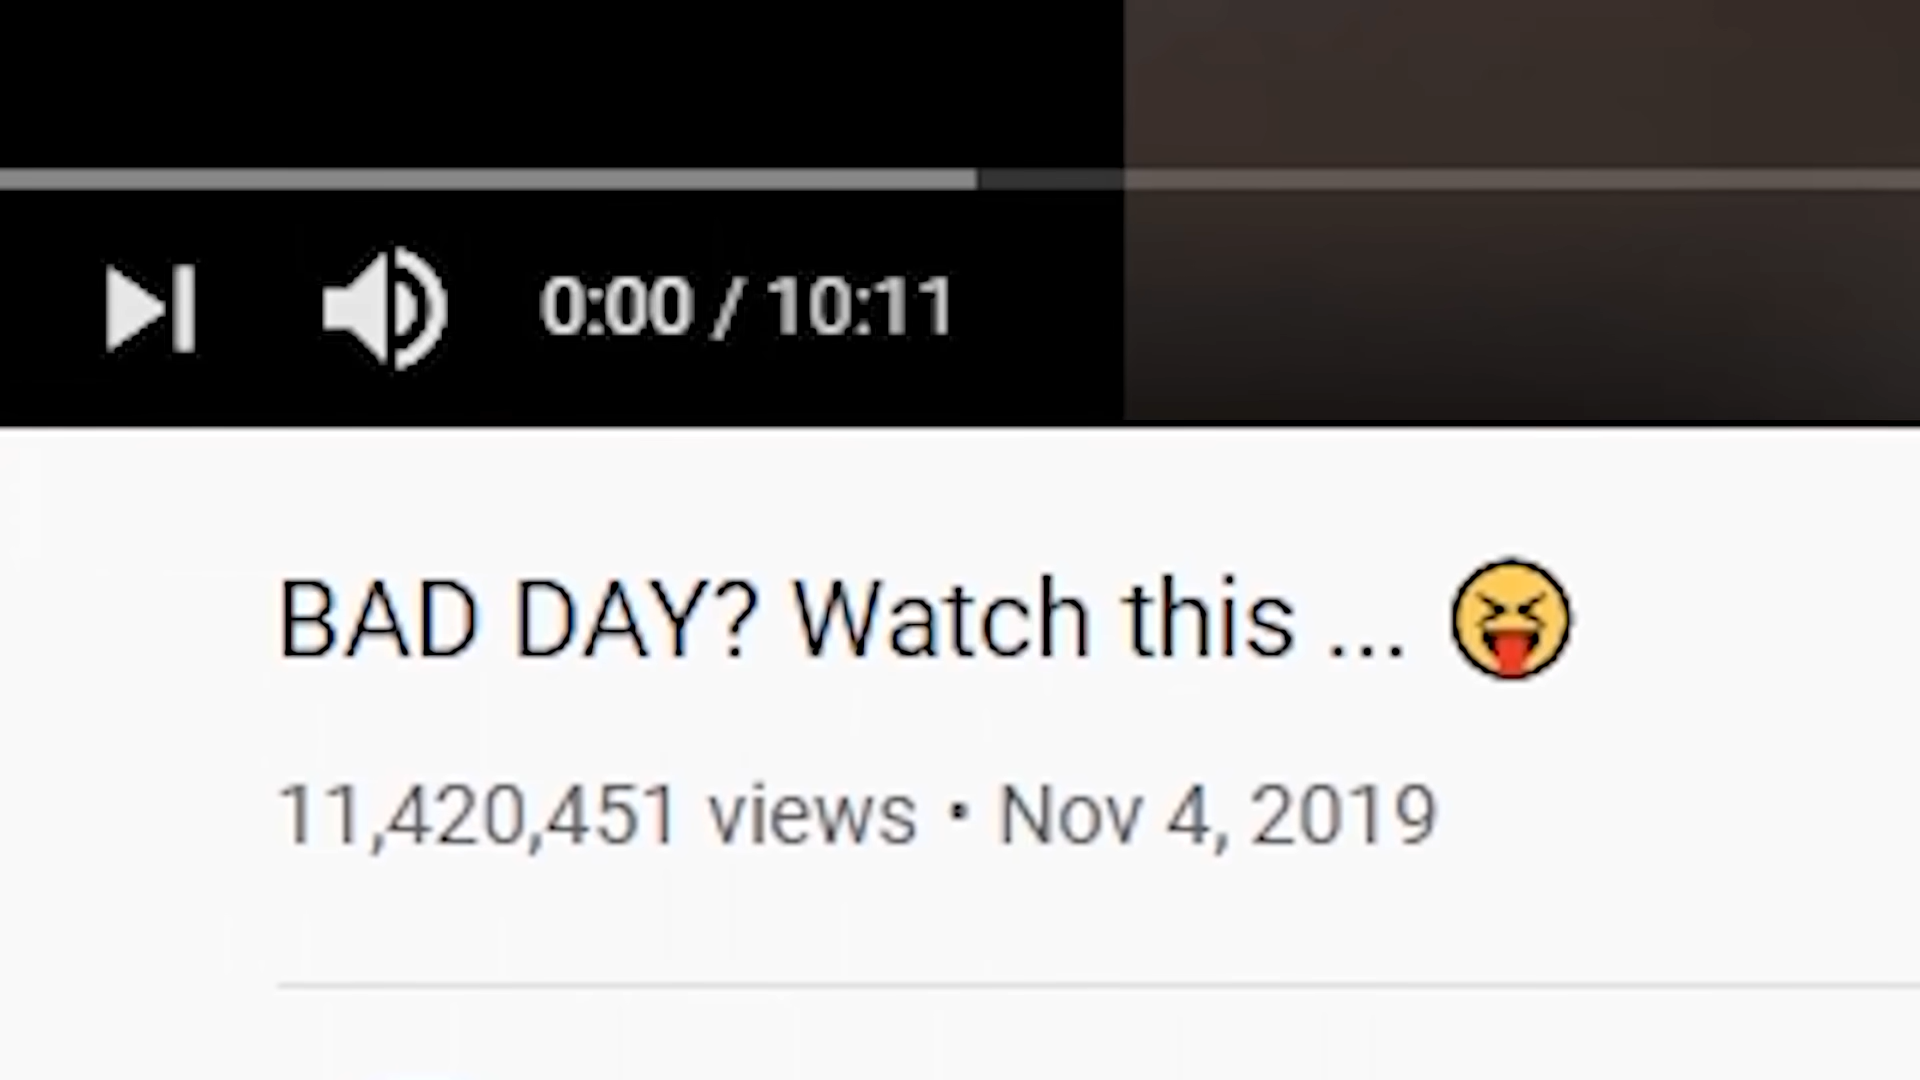 0:00 / 10:11
BAD DAY? Watch this ... 😝
11,420,451 views • Nov 4, 2019